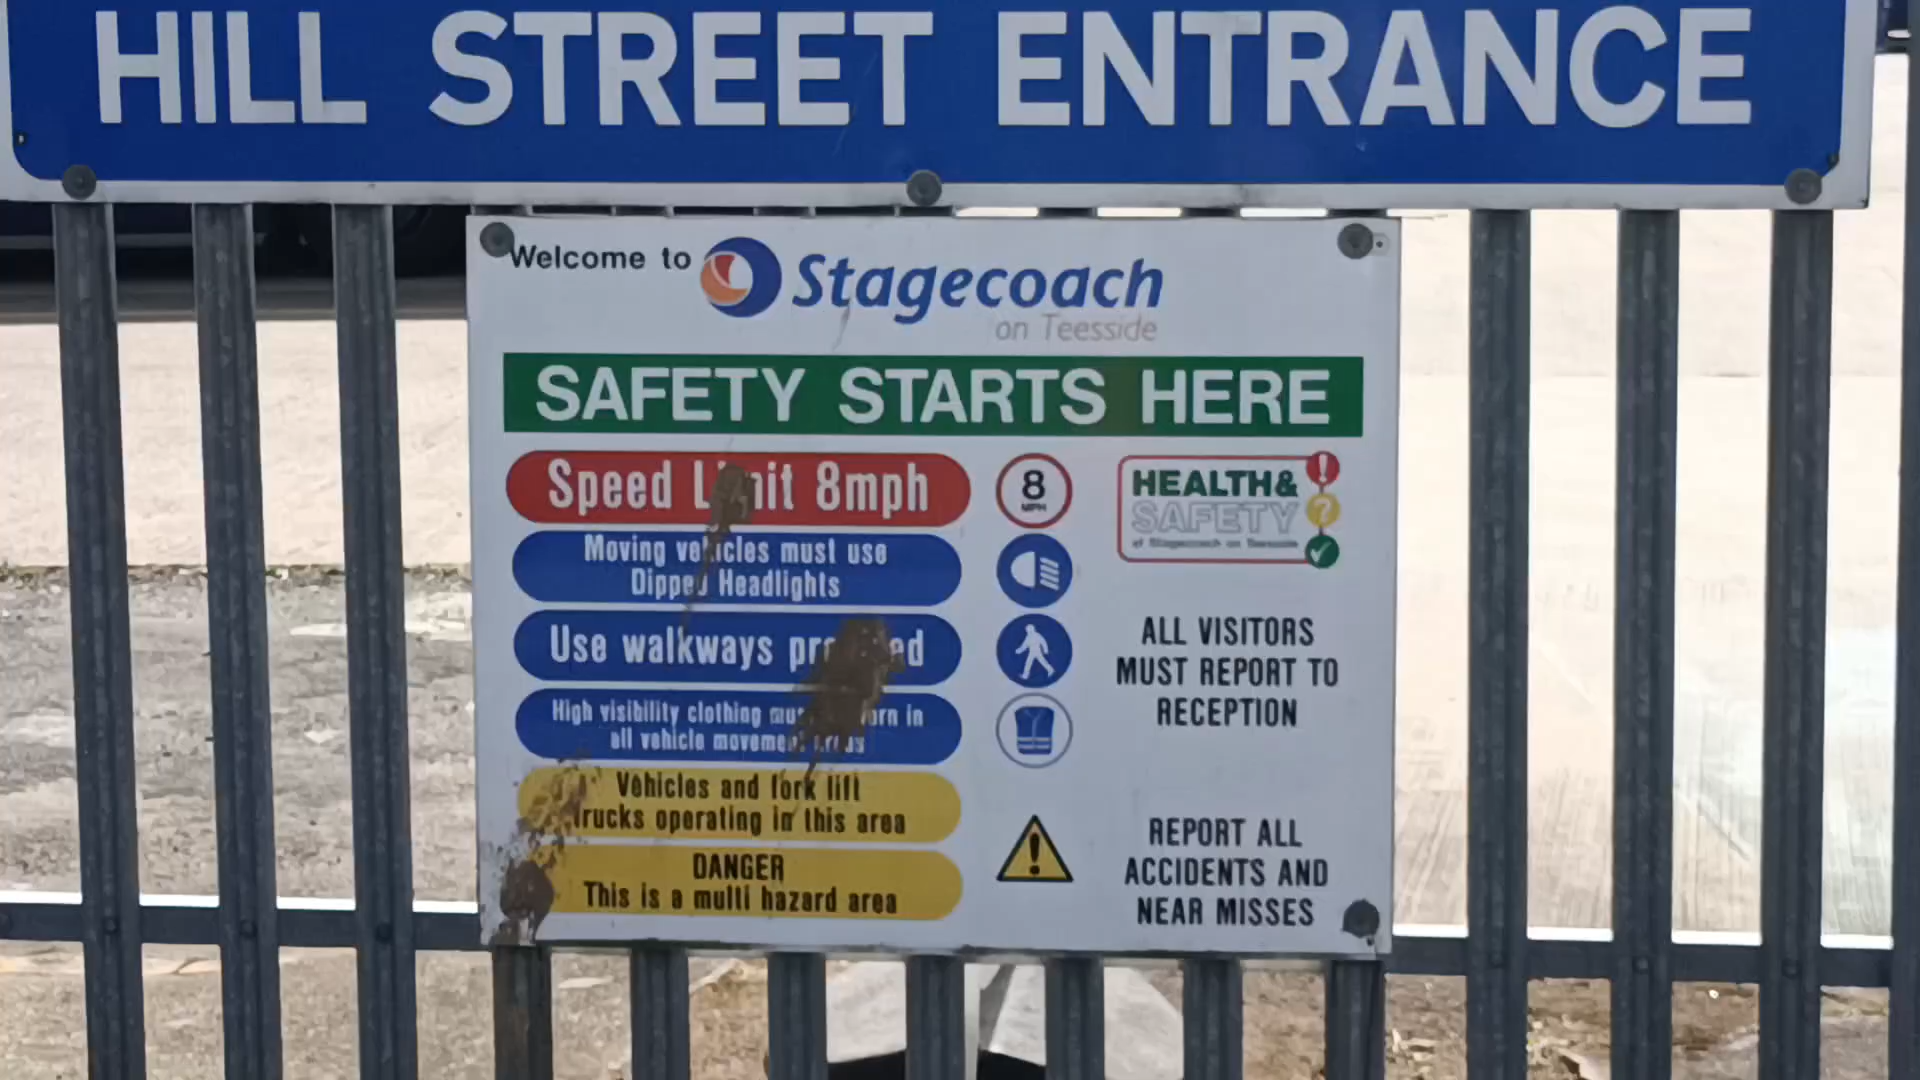 HILL STREET ENTRANCE
Welcome to Stagecoach
on Teesside
SAFETY STARTS HERE
Speed Limit 8mph
8
MPH
HEALTH&
SAFETY
at Stagecoach on Teesside
Moving vehicles must use
Dipped Headlights
Use walkways provided
High visibility clothing must be worn in
all vehicle movement areas
ALL VISITORS
MUST REPORT TO
RECEPTION
Vehicles and fork lift
trucks operating in this area
DANGER
This is a multi hazard area
REPORT ALL
ACCIDENTS AND
NEAR MISSES